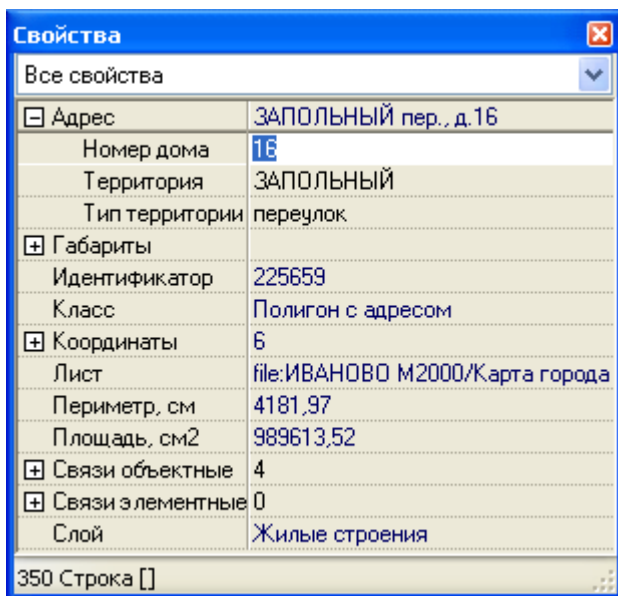 Свойства
Все свойства
Адрес ЗАПОЛЬНЫЙ пер., д.16
Номер дома 16
Территория ЗАПОЛЬНЫЙ
Тип территории переулок
Габариты
Идентификатор 225659
Класс Полигон с адресом
Координаты 6
Лист file:ИВАНОВО М2000/Карта города
Периметр, см 4181,97
Площадь, см2 989613,52
Связи объектные 4
Связи элементные 0
Слой Жилые строения
350 Строка []